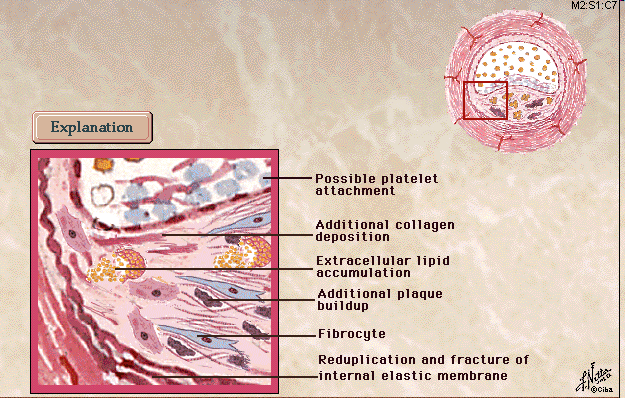 M2:S1:C7
Explanation
Possible platelet
attachment
Additional collagen
deposition
Extracellular lipid
accumulation
Additional plaque
buildup
Fibrocyte
Reduplication and fracture of
internal elastic membrane
©Ciba